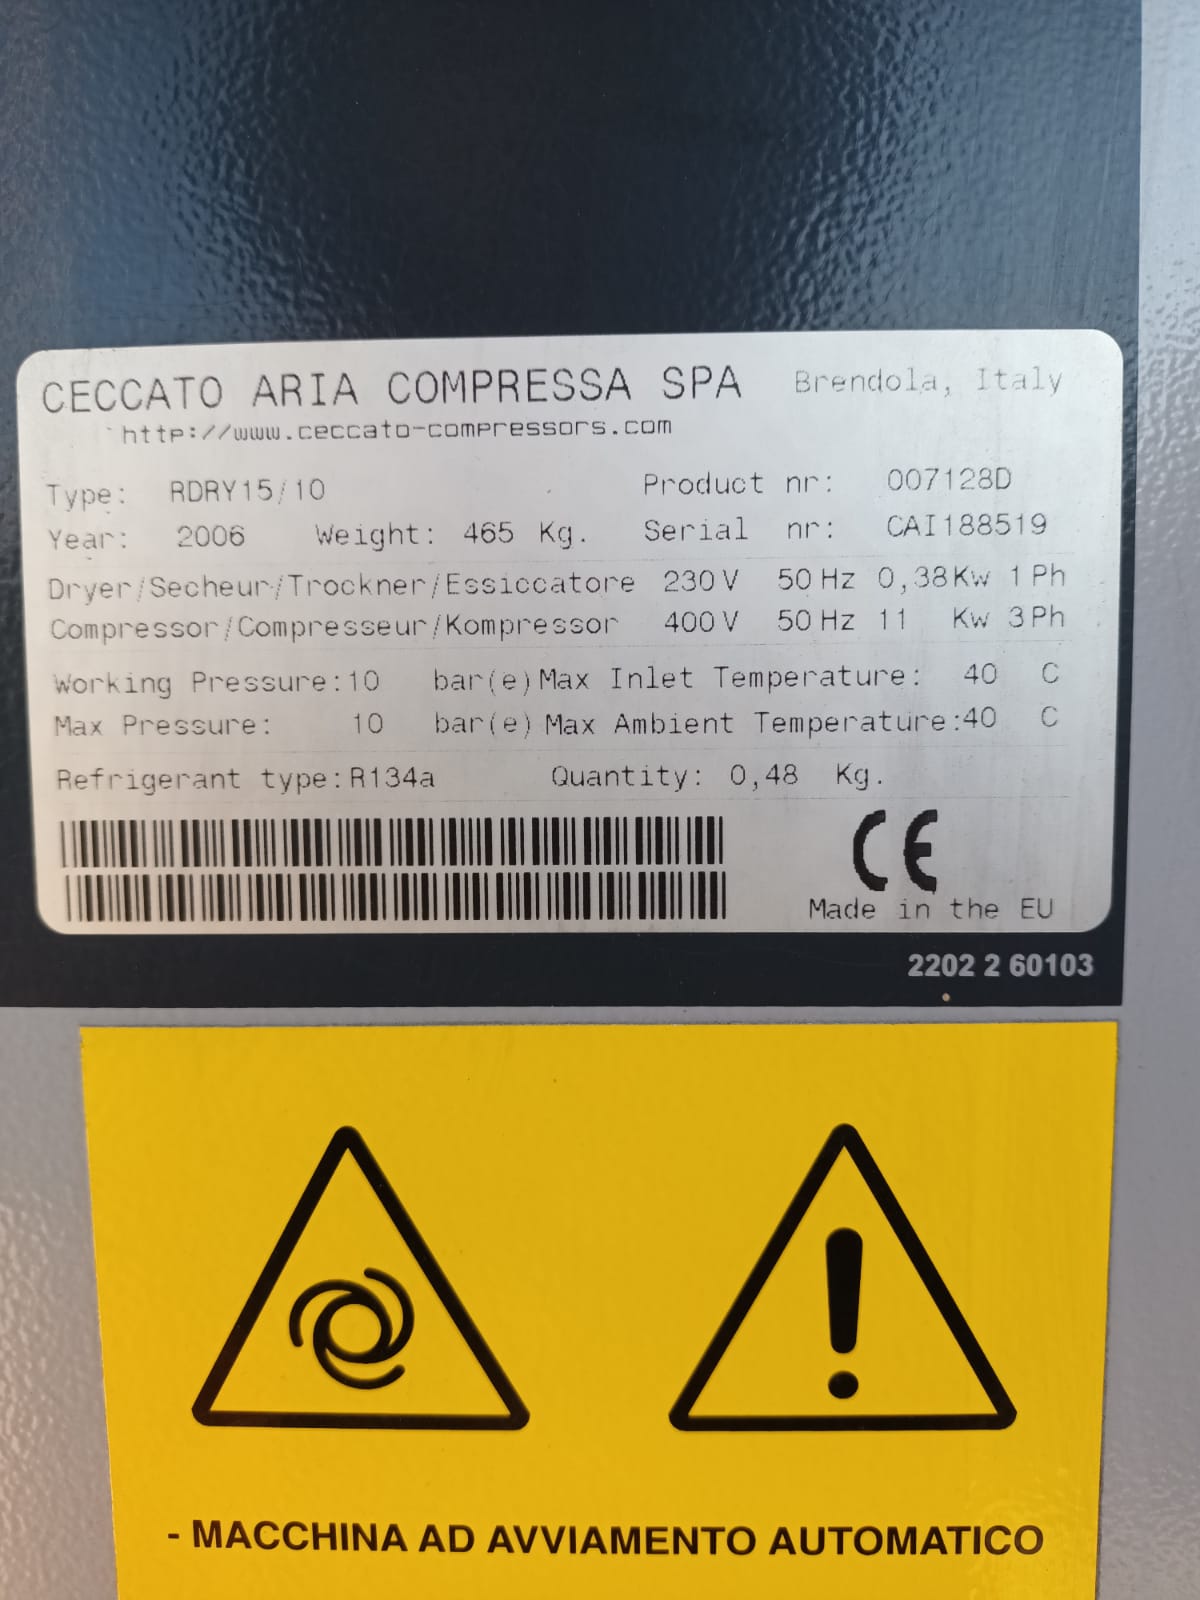 CECCATO ARIA COMPRESSA SPA Brendola, Italy
http://www.ceccato-compressors.com
Type: RDRY15/10 Product nr: 007128D
Year: 2006 Weight: 465 Kg. Serial nr: CAI188519
Dryer/Secheur/Trockner/Essiccatore 230V 50Hz 0,38Kw 1Ph
Compressor/Compresseur/Kompressor 400V 50Hz 11 Kw 3Ph
Working Pressure:10 bar(e) Max Inlet Temperature: 40 C
Max Pressure: 10 bar(e) Max Ambient Temperature:40 C
Refrigerant type:R134a Quantity: 0,48 Kg.
CE
Made in the EU
2202 2 60103
- MACCHINA AD AVVIAMENTO AUTOMATICO